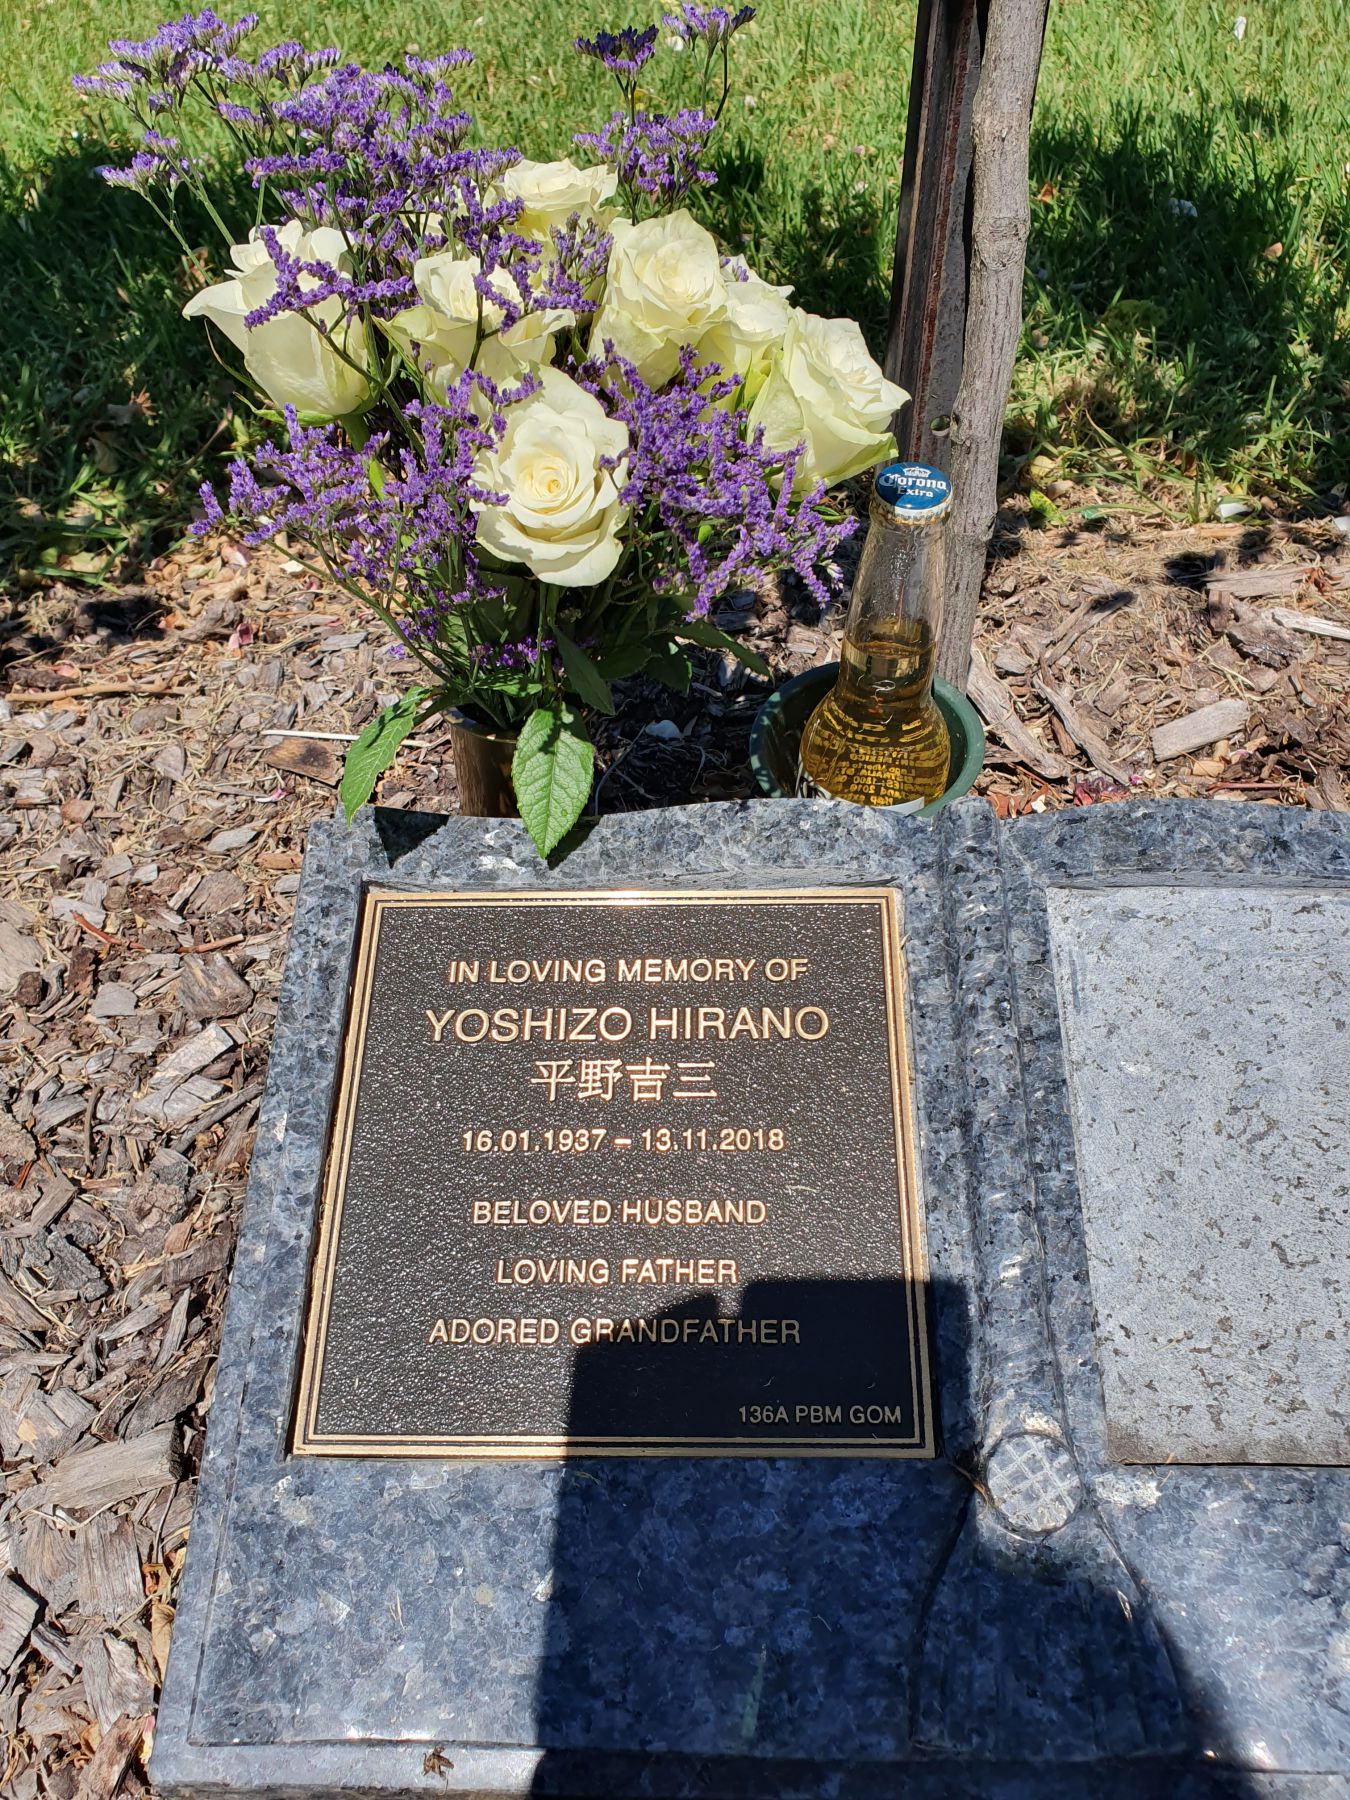 Corona
Extra
IN LOVING MEMORY OF
YOSHIZO HIRANO
平野吉三
16.01.1937 – 13.11.2018
BELOVED HUSBAND
LOVING FATHER
ADORED GRANDFATHER
136A PBM GOM